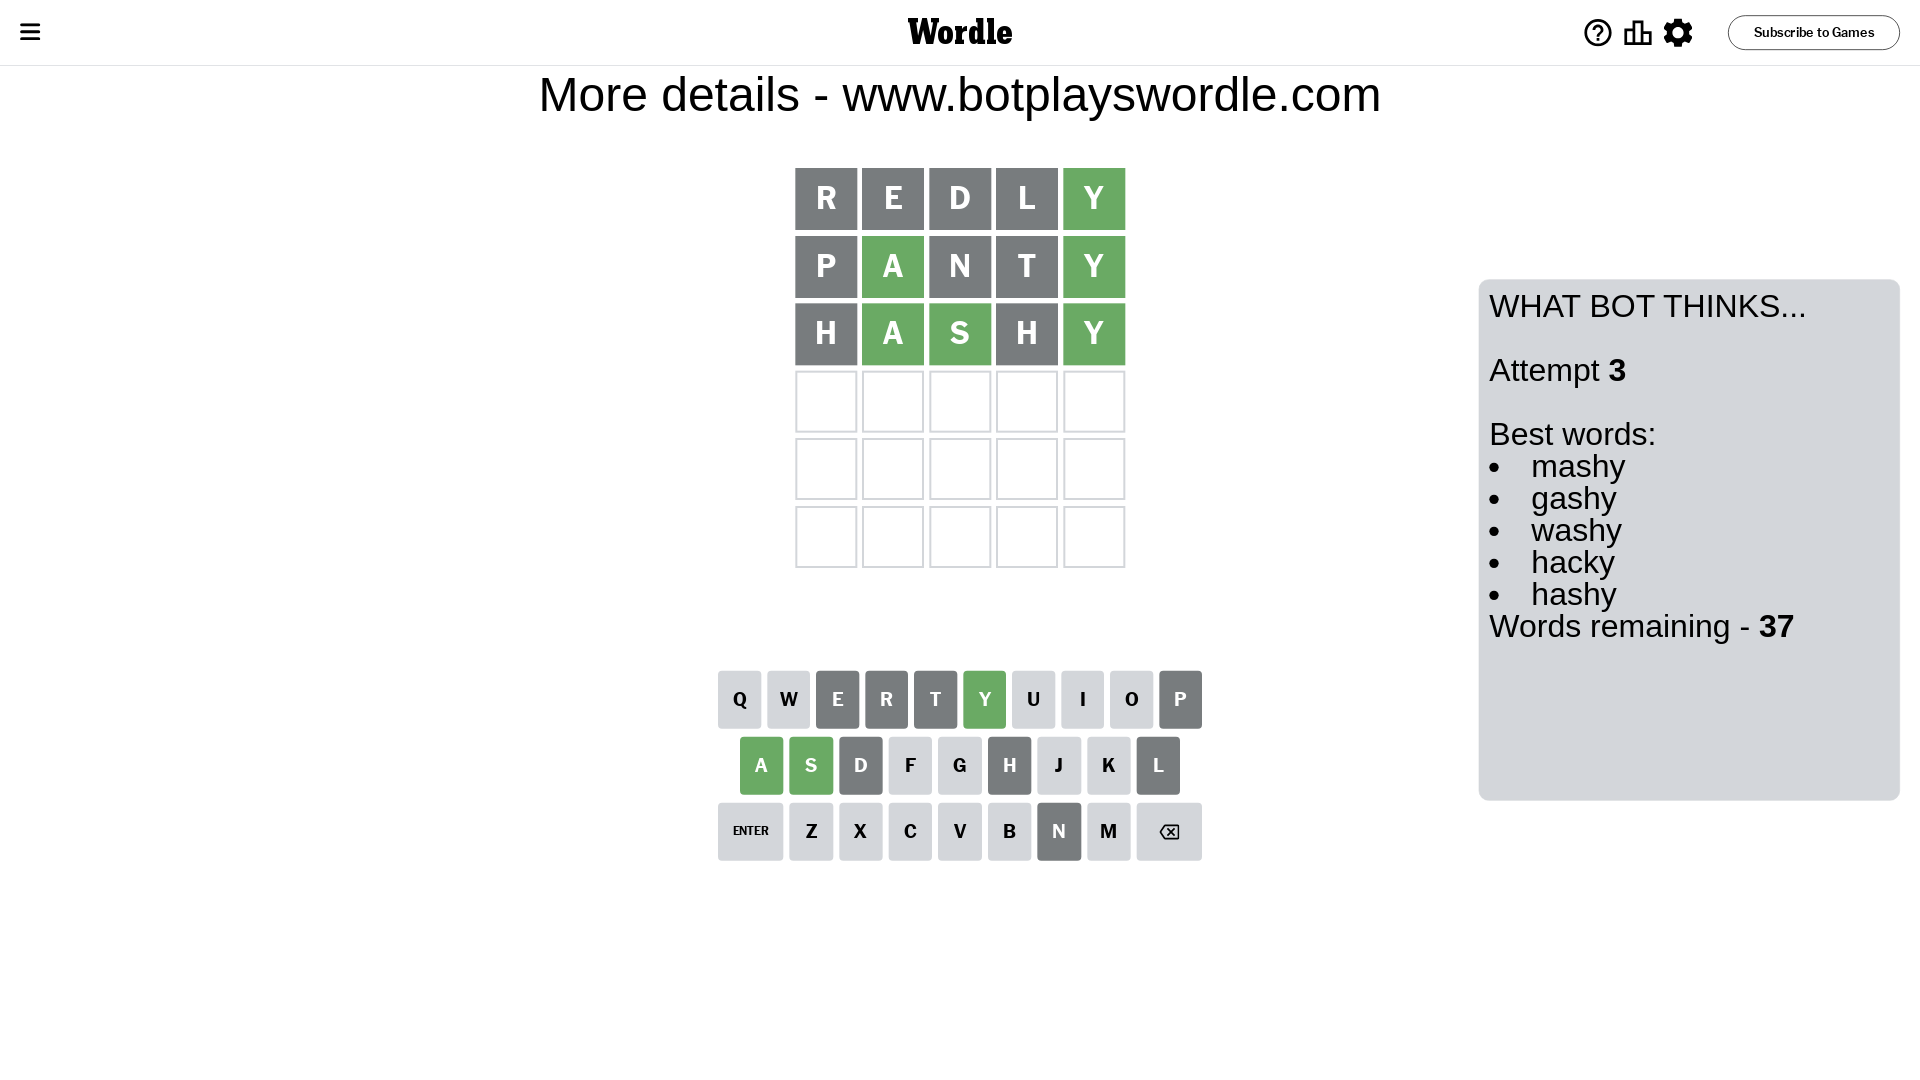 Wordle
Subscribe to Games
More details - www.botplayswordle.com
R E D L Y
P A N T Y
H A S H Y
WHAT BOT THINKS...
Attempt 3
Best words:
• mashy
• gashy
• washy
• hacky
• hashy
Words remaining - 37
Q W E R T Y U I O P
A S D F G H J K L
ENTER Z X C V B N M